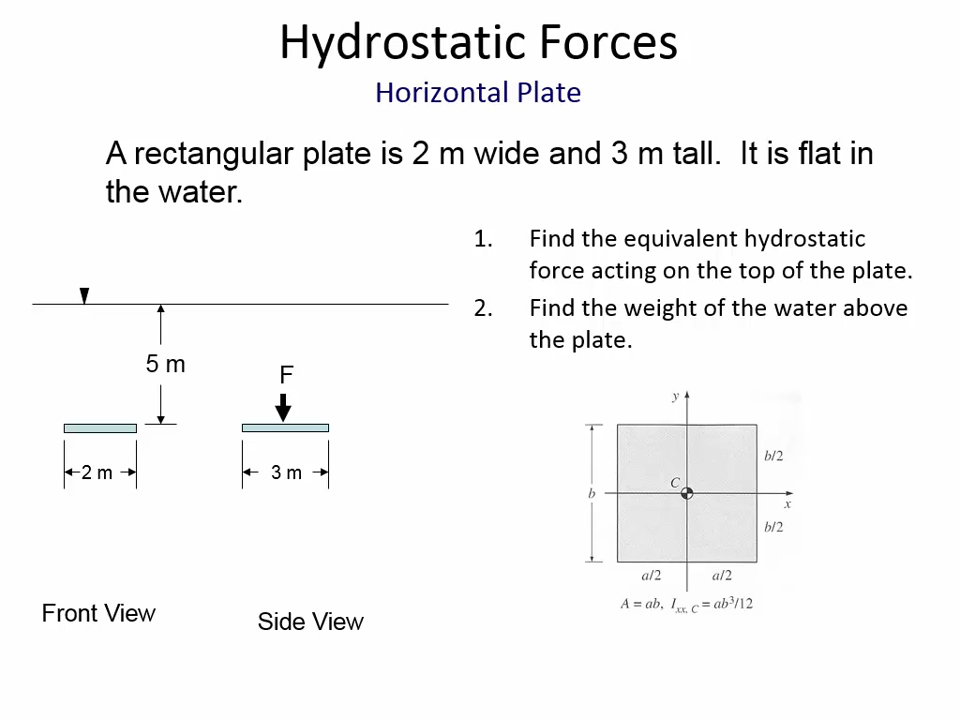 Hydrostatic Forces
Horizontal Plate
A rectangular plate is 2 m wide and 3 m tall. It is flat in
the water.
1. Find the equivalent hydrostatic
force acting on the top of the plate.
2. Find the weight of the water above
the plate.
5 m
F
2 m
3 m
Front View
Side View
y
b/2
C
b
x
b/2
a/2
a/2
A = ab, I_xx, C = ab³/12